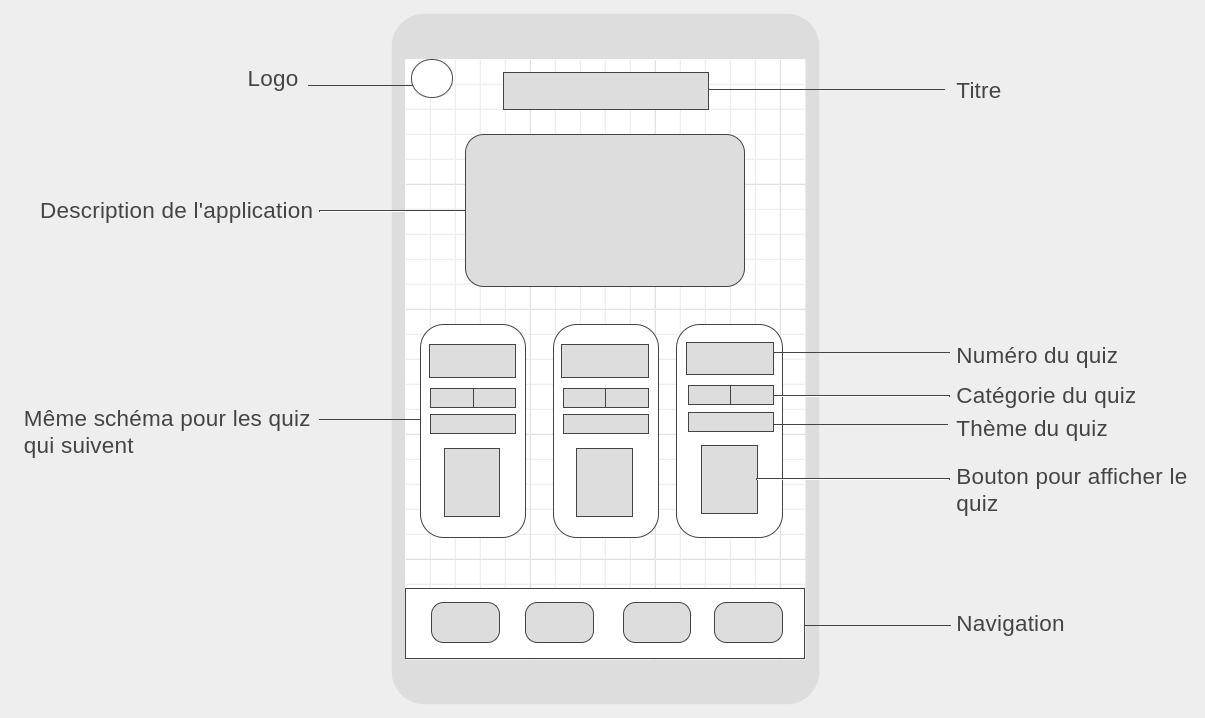 Logo
Titre
Description de l'application
Numéro du quiz
Catégorie du quiz
Même schéma pour les quiz
qui suivent
Thème du quiz
Bouton pour afficher le
quiz
Navigation